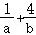 1/a + 4/b